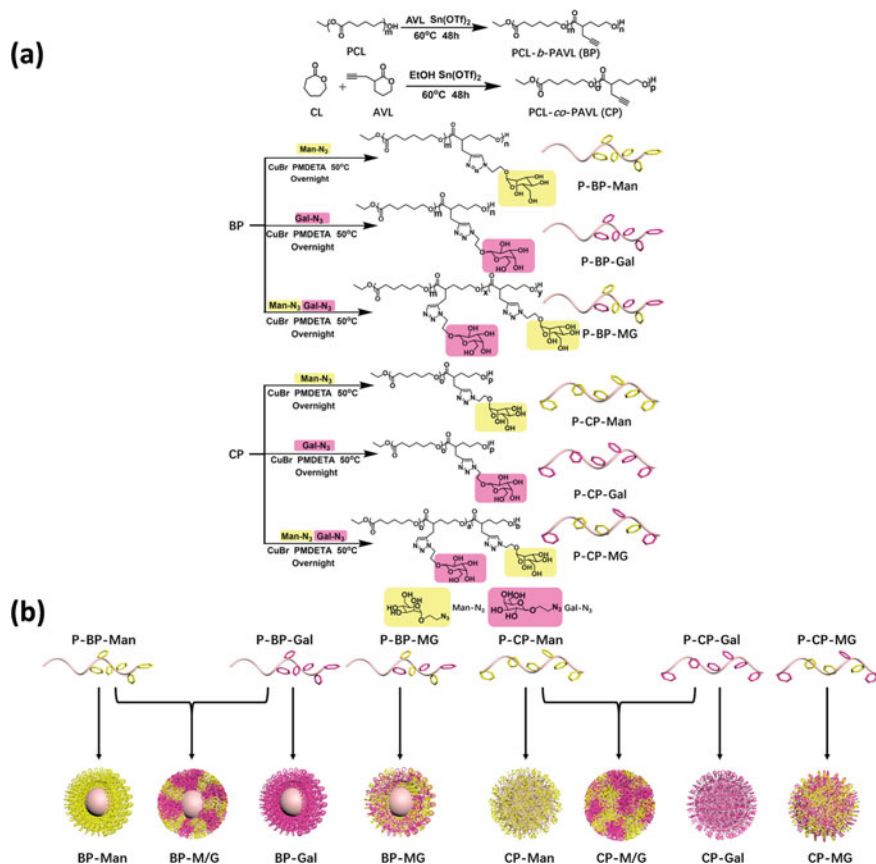 (a)
AVL Sn(OTf)2
60°C 48h
PCL
PCL-b-PAVL (BP)
EtOH Sn(OTf)2
60°C 48h
CL
+
AVL
PCL-co-PAVL (CP)
BP
Man-N3
CuBr PMDETA 50°C
Overnight
P-BP-Man
Gal-N3
CuBr PMDETA 50°C
Overnight
P-BP-Gal
Man-N3 Gal-N3
CuBr PMDETA 50°C
Overnight
P-BP-MG
CP
Man-N3
CuBr PMDETA 50°C
Overnight
P-CP-Man
Gal-N3
CuBr PMDETA 50°C
Overnight
P-CP-Gal
Man-N3 Gal-N3
CuBr PMDETA 50°C
Overnight
P-CP-MG
Man-N3
Gal-N3
(b)
P-BP-Man P-BP-Gal P-BP-MG P-CP-Man P-CP-Gal P-CP-MG
BP-Man BP-M/G BP-Gal BP-MG CP-Man CP-M/G CP-Gal CP-MG